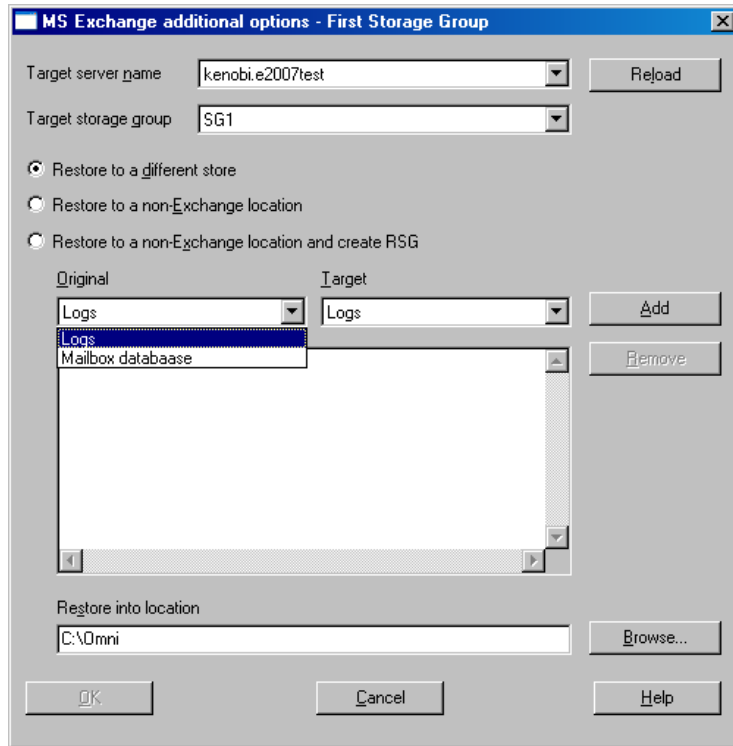 MS Exchange additional options - First Storage Group
Target server name kenobi.e2007test Reload
Target storage group SG1
Restore to a different store
Restore to a non-Exchange location
Restore to a non-Exchange location and create RSG
Original Target
Logs Logs Add
Logs
Mailbox databaase Remove
Restore into location
C:\Omni Browse...
OK Cancel Help